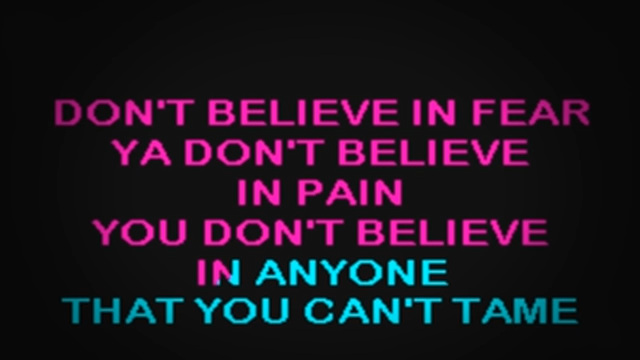 DON'T BELIEVE IN FEAR
YA DON'T BELIEVE
IN PAIN
YOU DON'T BELIEVE
IN ANYONE
THAT YOU CAN'T TAME